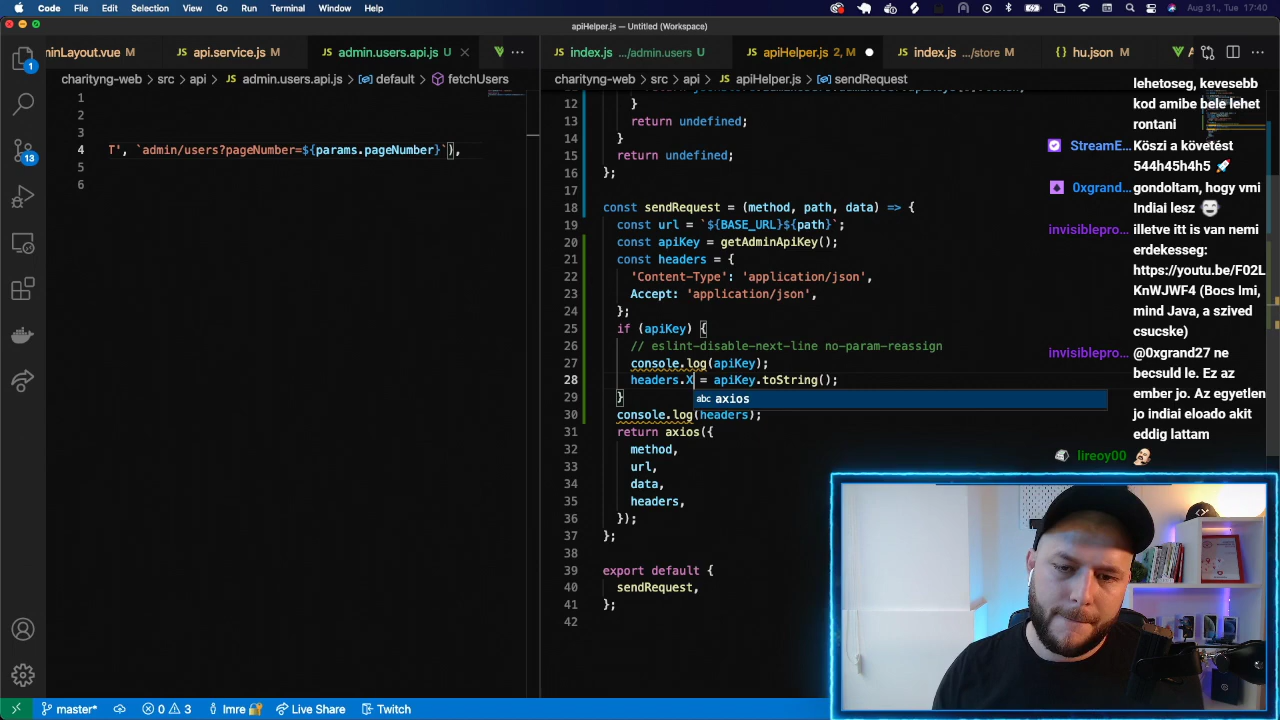 Code File Edit Selection View Go Run Terminal Window Help
Aug 31., Tue 17:40
apiHelper.js — Untitled (Workspace)
ninLayout.vue M
api.service.js M
admin.users.api.js U
index.js .../admin.users U
apiHelper.js 2, M
index.js .../store M
hu.json M
charityng-web > src > api > admin.users.api.js > default > fetchUsers
charityng-web > src > api > apiHelper.js > sendRequest
1
2
3
4 T', `admin/users?pageNumber=${params.pageNumber}`),
5
6
12 }
13 return undefined;
14 }
15 return undefined;
16 };
17
18 const sendRequest = (method, path, data) => {
19 const url = `${BASE_URL}${path}`;
20 const apiKey = getAdminApiKey();
21 const headers = {
22 'Content-Type': 'application/json',
23 Accept: 'application/json',
24 };
25 if (apiKey) {
26 // eslint-disable-next-line no-param-reassign
27 console.log(apiKey);
28 headers.X = apiKey.toString();
abc axios
29 }
30 console.log(headers);
31 return axios({
32 method,
33 url,
34 data,
35 headers,
36 });
37 };
38
39 export default {
40 sendRequest,
41 };
42
lehetoseg, kevesebb
kod amibe bele lehet
rontani
StreamE... Köszi a követést
544h45h4h5
0xgrand... gondoltam, hogy vmi
Indiai lesz
invisiblepro... illetve itt is van nemi
erdekesseg:
https://youtu.be/F02L
KnWJWF4 (Bocs Imi,
mind Java, a szived
csucske)
invisiblepro... @0xgrand27 ne
becsuld le. Ez az
ember jo. Az egyetlen
jo indiai eloado akit
eddig lattam
lireoy00
1
13
master* 0 3 Imre Live Share Twitch